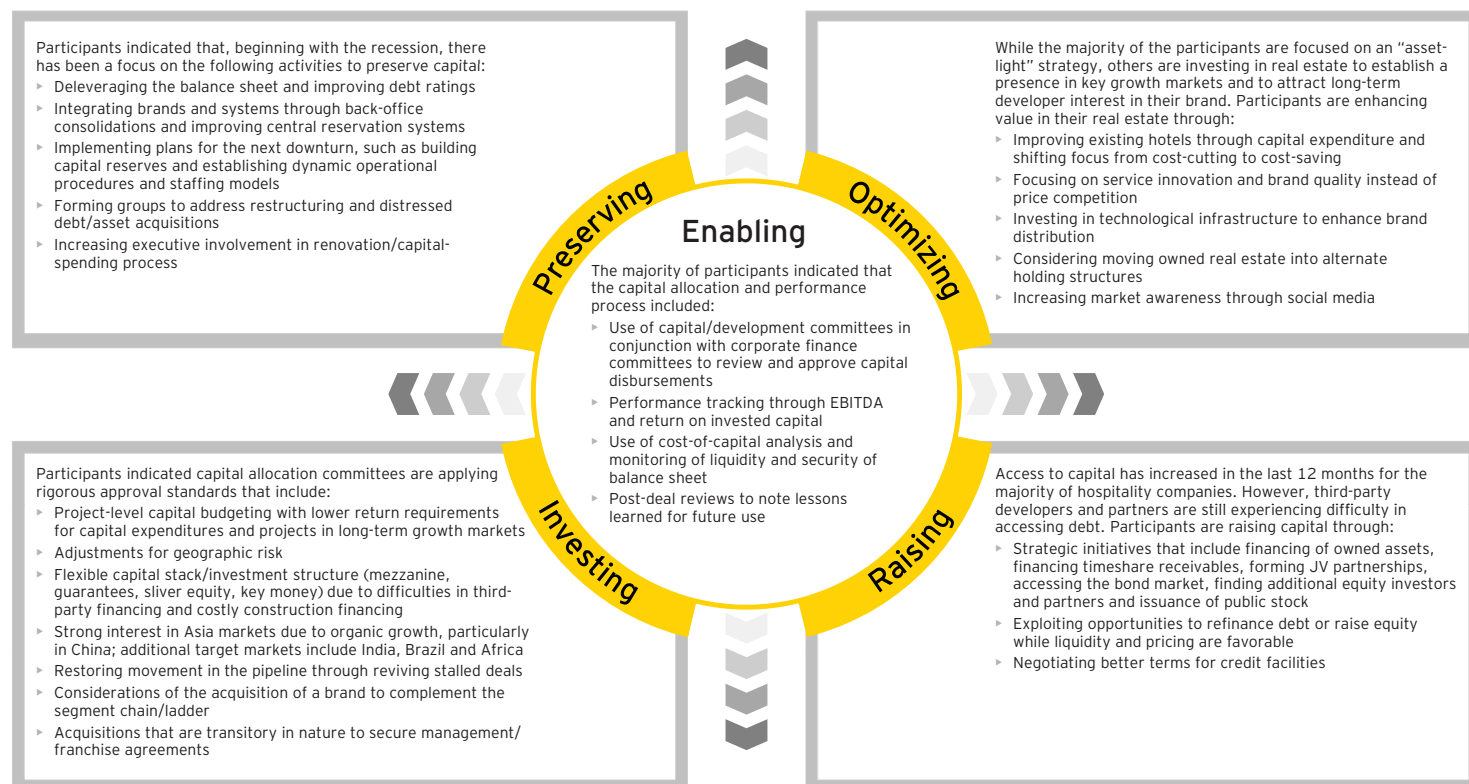 Participants indicated that, beginning with the recession, there
has been a focus on the following activities to preserve capital:
▸ Deleveraging the balance sheet and improving debt ratings
▸ Integrating brands and systems through back-office
consolidations and improving central reservation systems
▸ Implementing plans for the next downturn, such as building
capital reserves and establishing dynamic operational
procedures and staffing models
▸ Forming groups to address restructuring and distressed
debt/asset acquisitions
▸ Increasing executive involvement in renovation/capital-
spending process
Preserving
While the majority of the participants are focused on an “asset-
light” strategy, others are investing in real estate to establish a
presence in key growth markets and to attract long-term
developer interest in their brand. Participants are enhancing
value in their real estate through:
▸ Improving existing hotels through capital expenditure and
shifting focus from cost-cutting to cost-saving
▸ Focusing on service innovation and brand quality instead of
price competition
▸ Investing in technological infrastructure to enhance brand
distribution
▸ Considering moving owned real estate into alternate
holding structures
▸ Increasing market awareness through social media
Optimizing
Enabling
The majority of participants indicated that
the capital allocation and performance
process included:
▸ Use of capital/development committees in
conjunction with corporate finance
committees to review and approve capital
disbursements
▸ Performance tracking through EBITDA
and return on invested capital
▸ Use of cost-of-capital analysis and
monitoring of liquidity and security of
balance sheet
▸ Post-deal reviews to note lessons
learned for future use
Investing
Participants indicated capital allocation committees are applying
rigorous approval standards that include:
▸ Project-level capital budgeting with lower return requirements
for capital expenditures and projects in long-term growth markets
▸ Adjustments for geographic risk
▸ Flexible capital stack/investment structure (mezzanine,
guarantees, sliver equity, key money) due to difficulties in third-
party financing and costly construction financing
▸ Strong interest in Asia markets due to organic growth, particularly
in China; additional target markets include India, Brazil and Africa
▸ Restoring movement in the pipeline through reviving stalled deals
▸ Considerations of the acquisition of a brand to complement the
segment chain/ladder
▸ Acquisitions that are transitory in nature to secure management/
franchise agreements
Raising
Access to capital has increased in the last 12 months for the
majority of hospitality companies. However, third-party
developers and partners are still experiencing difficulty in
accessing debt. Participants are raising capital through:
▸ Strategic initiatives that include financing of owned assets,
financing timeshare receivables, forming JV partnerships,
accessing the bond market, finding additional equity investors
and partners and issuance of public stock
▸ Exploiting opportunities to refinance debt or raise equity
while liquidity and pricing are favorable
▸ Negotiating better terms for credit facilities